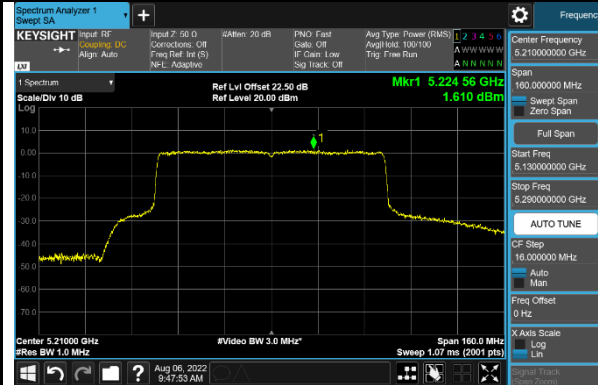 Spectrum Analyzer 1
Swept SA
+
Frequenc
KEYSIGHT
Input: RF
Coupling: DC
Align: Auto
Input Z: 50 Ω
Corrections: Off
Freq Ref: Int (S)
NFE: Adaptive
#Atten: 20 dB
PNO: Fast
Gate: Off
IF Gain: Low
Sig Track: Off
Avg Type: Power (RMS)
Avg|Hold: 100/100
Trig: Free Run
1 2 3 4 5 6
A W W W W W
A N N N N N
LXI
1 Spectrum
Scale/Div 10 dB
Log
Ref Lvl Offset 22.50 dB
Ref Level 20.00 dBm
Mkr1 5.224 56 GHz
1.610 dBm
10.0
0.00
-10.0
-20.0
-30.0
-40.0
-50.0
-60.0
-70.0
1
Center 5.21000 GHz
#Res BW 1.0 MHz
#Video BW 3.0 MHz*
Span 160.0 MHz
Sweep 1.07 ms (2001 pts)
Center Frequency
5.210000000 GHz
Span
160.000000 MHz
Swept Span
Zero Span
Full Span
Start Freq
5.130000000 GHz
Stop Freq
5.290000000 GHz
AUTO TUNE
CF Step
16.000000 MHz
Auto
Man
Freq Offset
0 Hz
X Axis Scale
Log
Lin
Signal Track
(Span Zoom)
?
Aug 06, 2022
9:47:53 AM